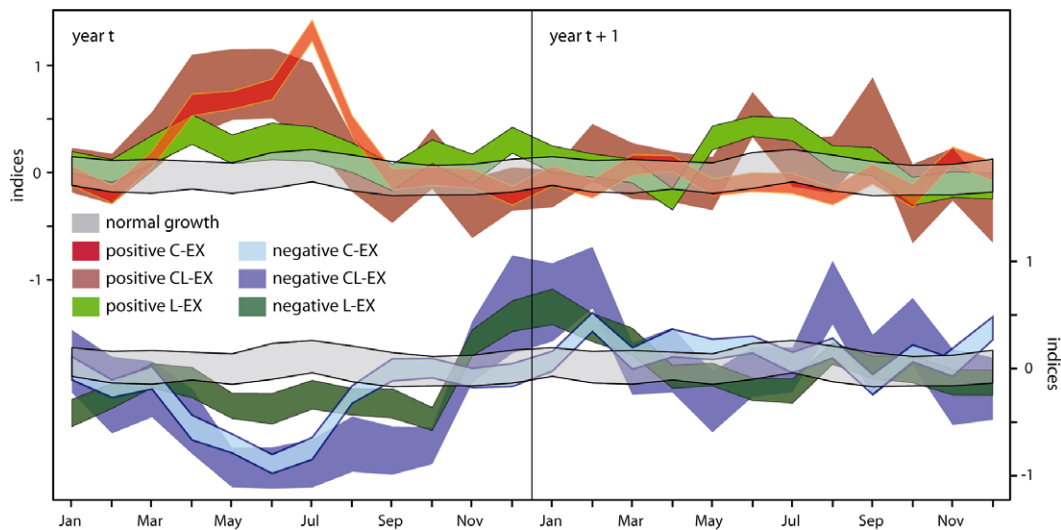 year t
year t + 1
1
0
-1
indices
normal growth
positive C-EX
negative C-EX
positive CL-EX
negative CL-EX
positive L-EX
negative L-EX
1
0
-1
indices
Jan Mar May Jul Sep Nov Jan Mar May Jul Sep Nov